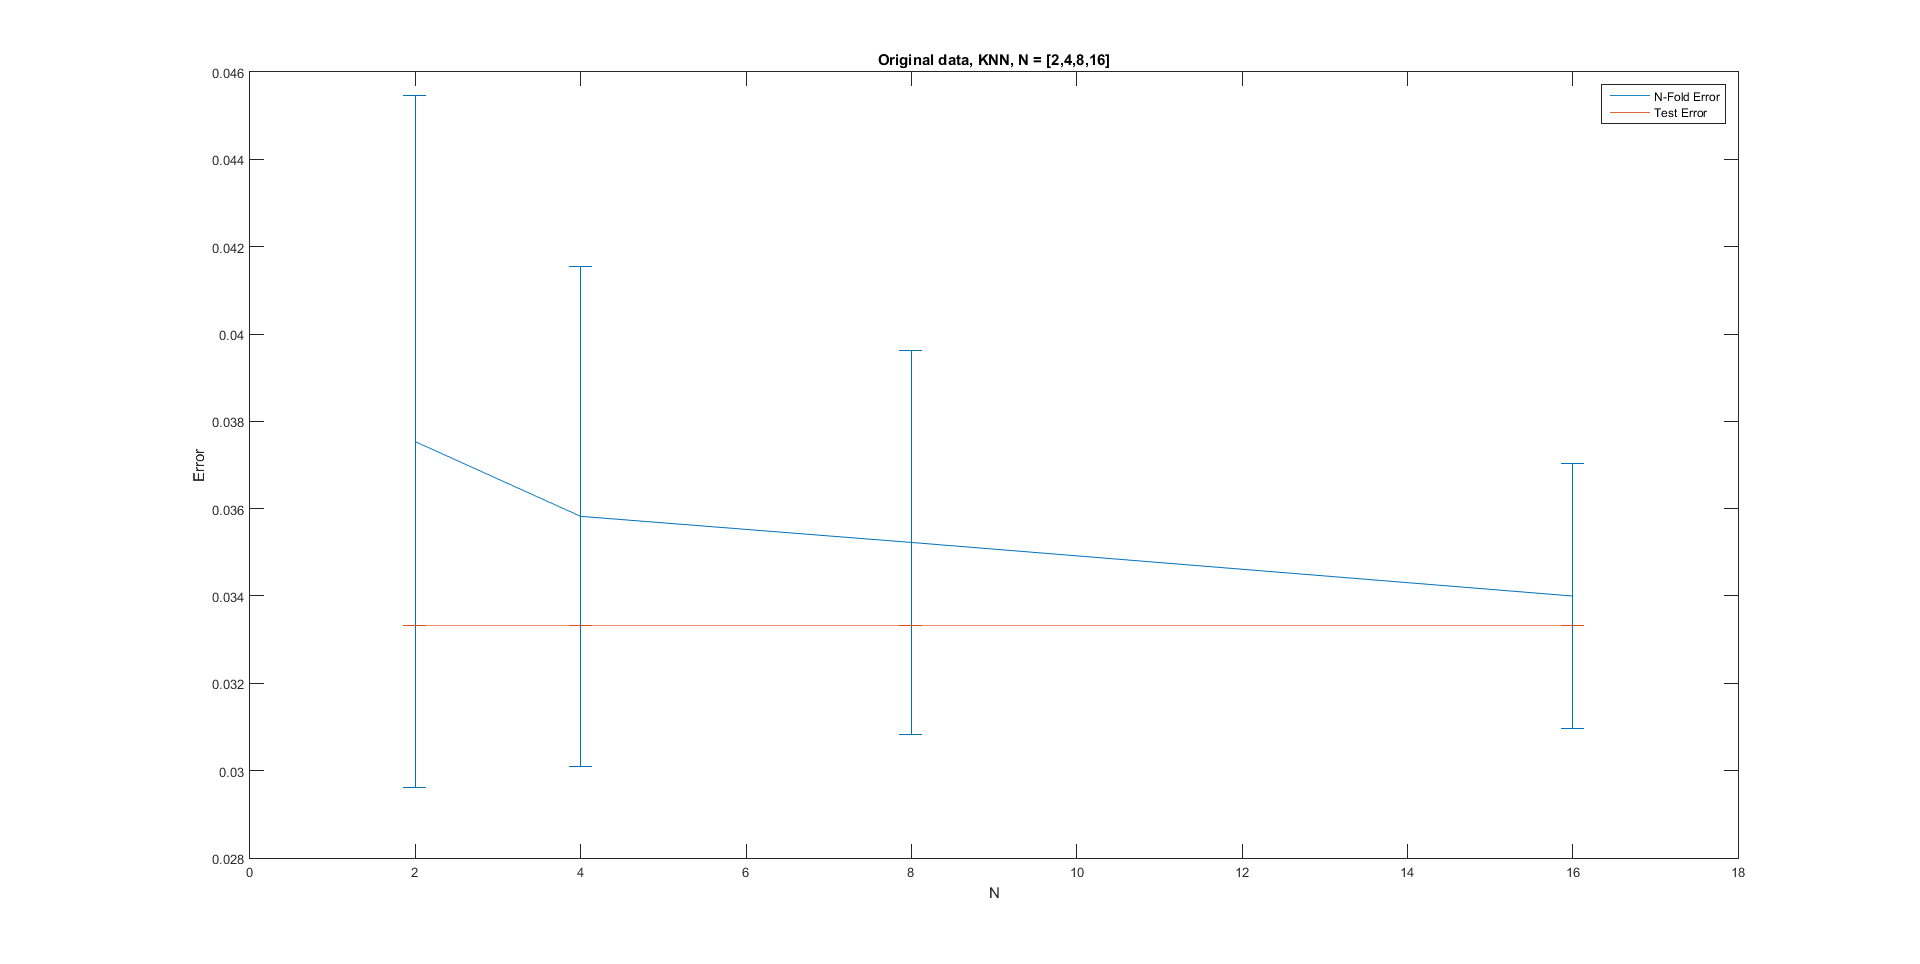 Original data, KNN, N = [2,4,8,16]
0.046
0.044
0.042
0.04
0.038
0.036
0.034
0.032
0.03
0.028
Error
N-Fold Error
Test Error
0 2 4 6 8 10 12 14 16 18
N